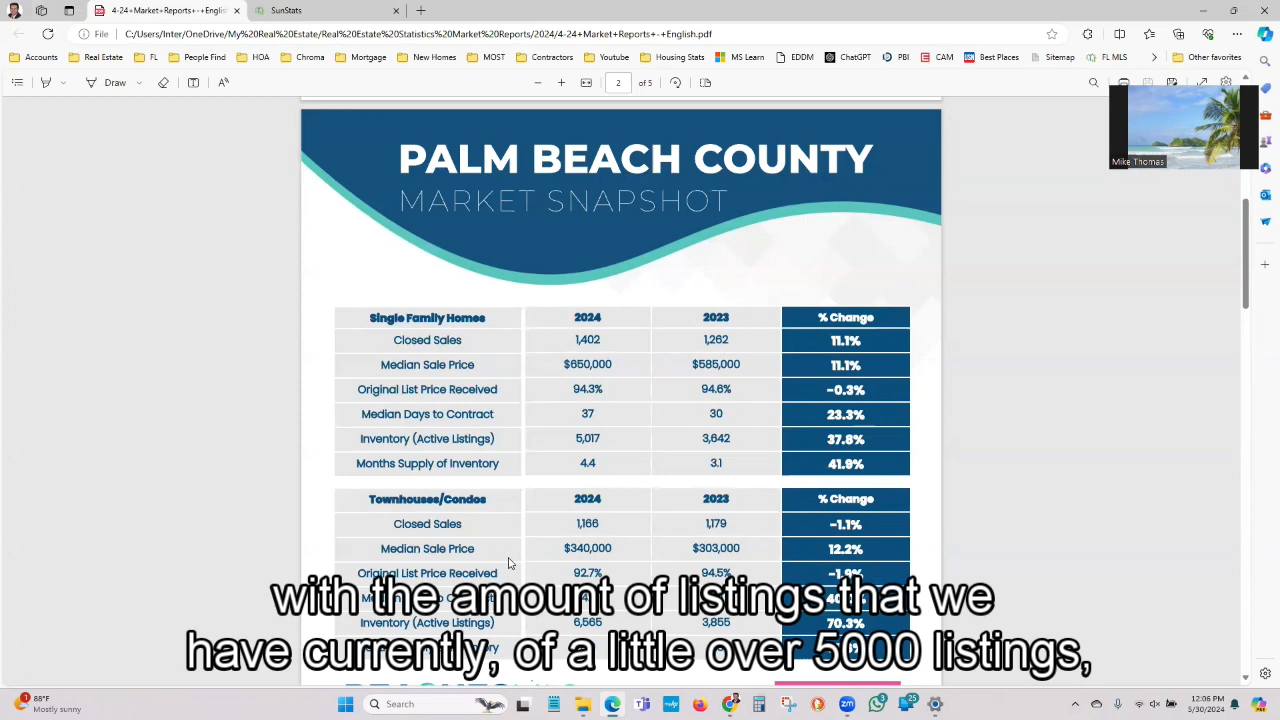 4-24+Market+Reports+-+Englis
SunStats
File
C:/Users/Inter/OneDrive/My%20Real%20Estate/Real%20Estate%20Statistics%20Market%20Reports/2024/4-24+Market+Reports+-+English.pdf
Accounts Real Estate FL People Find HOA Chroma Mortgage New Homes MOST Contractors Youtube Housing Stats MS Learn EDDM ChatGPT PBI CAM Best Places Sitemap FL MLS Other favorites
Draw
2 of 5
Mike Thomas
PALM BEACH COUNTY
MARKET SNAPSHOT
Single Family Homes 2024 2023 % Change
Closed Sales 1,402 1,262 11.1%
Median Sale Price $650,000 $585,000 11.1%
Original List Price Received 94.3% 94.6% -0.3%
Median Days to Contract 37 30 23.3%
Inventory (Active Listings) 5,017 3,642 37.8%
Months Supply of Inventory 4.4 3.1 41.9%
Townhouses/Condos 2024 2023 % Change
Closed Sales 1,166 1,179 -1.1%
Median Sale Price $340,000 $303,000 12.2%
Original List Price Received 92.7% 94.5% -1.9%
Inventory (Active Listings) 6,565 3,855 70.3%
with the amount of listings that we
have currently, of a little over 5000 listings,
88°F
Mostly sunny
Search
12:06 PM
5/30/2024